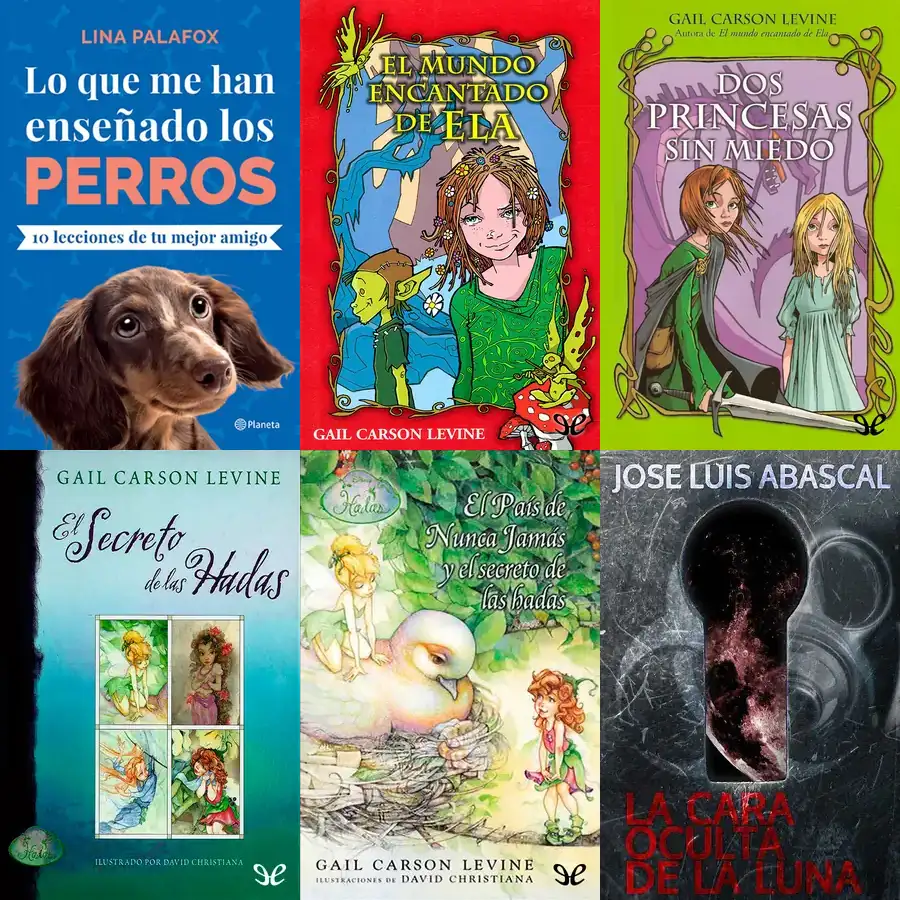 LINA PALAFOX
Lo que me han
enseñado los
PERROS
10 lecciones de tu mejor amigo
Planeta
EL MUNDO
ENCANTADO
DE ELA
GAIL CARSON LEVINE
GAIL CARSON LEVINE
Autora de El mundo encantado de Ela
DOS
PRINCESAS
SIN MIEDO
GAIL CARSON LEVINE
El Secreto
de las Hadas
ILUSTRADO POR DAVID CHRISTIANA
Hadas
Hadas
El País de
Nunca Jamás
y el secreto de
las hadas
GAIL CARSON LEVINE
ILUSTRACIONES DE DAVID CHRISTIANA
JOSE LUIS ABASCAL
LA CARA
OCULTA
DE LA LUNA